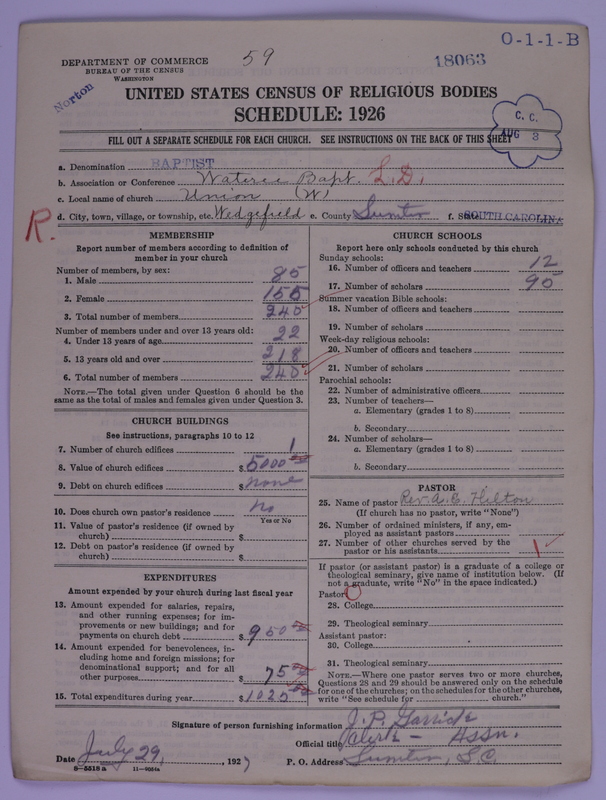 59
18063
O-1-1-B
DEPARTMENT OF COMMERCE
BUREAU OF THE CENSUS
WASHINGTON
Norton
UNITED STATES CENSUS OF RELIGIOUS BODIES
SCHEDULE: 1926
C. C.
AUG 3
FILL OUT A SEPARATE SCHEDULE FOR EACH CHURCH. SEE INSTRUCTIONS ON THE BACK OF THIS SHEET
a. Denomination BAPTIST
b. Association or Conference Wateree Bapt. L.D.
c. Local name of church Union (W)
d. City, town, village, or township, etc. Wedgefield e. County Sumter f. State SOUTH CAROLINA
R.
MEMBERSHIP
Report number of members according to definition of
member in your church
Number of members, by sex:
1. Male 85
2. Female 155
3. Total number of members 240
Number of members under and over 13 years old:
4. Under 13 years of age 22
5. 13 years old and over 218
6. Total number of members 240
NOTE.—The total given under Question 6 should be the
same as the total of males and females given under Question 3.
CHURCH BUILDINGS
See instructions, paragraphs 10 to 12
7. Number of church edifices 1
8. Value of church edifices $5000
9. Debt on church edifices $none
10. Does church own pastor's residence no
Yes or No
11. Value of pastor's residence (if owned by
church) $
12. Debt on pastor's residence (if owned by
church) $
EXPENDITURES
Amount expended by your church during last fiscal year
13. Amount expended for salaries, repairs,
and other running expenses; for im-
provements or new buildings; and for
payments on church debt $950
14. Amount expended for benevolences, in-
cluding home and foreign missions; for
denominational support; and for all
other purposes $75
15. Total expenditures during year $1025
CHURCH SCHOOLS
Report here only schools conducted by this church
Sunday schools:
16. Number of officers and teachers 12
17. Number of scholars 90
Summer vacation Bible schools:
18. Number of officers and teachers
19. Number of scholars
Week-day religious schools:
20. Number of officers and teachers
21. Number of scholars
Parochial schools:
22. Number of administrative officers
23. Number of teachers—
a. Elementary (grades 1 to 8)
b. Secondary
24. Number of scholars—
a. Elementary (grades 1 to 8)
b. Secondary
PASTOR
25. Name of pastor Rev. A. C. Hilton
(If church has no pastor, write "None")
26. Number of ordained ministers, if any, em-
ployed as assistant pastors
27. Number of other churches served by the
pastor or his assistants 1
If pastor (or assistant pastor) is a graduate of a college or
theological seminary, give name of institution below. (If
not a graduate, write "No" in the space indicated.)
Pastor: O
28. College
29. Theological seminary
Assistant pastor:
30. College
31. Theological seminary
NOTE.—Where one pastor serves two or more churches,
Questions 28 and 29 should be answered only on the schedule
for one of the churches; on the schedules for the other churches,
write "See schedule for church."
Signature of person furnishing information J. P. Garrick
Official title Clerk - Assn.
Date July 29, 1927 P. O. Address Sumter, S.C.
8-5518 a 11-9024a